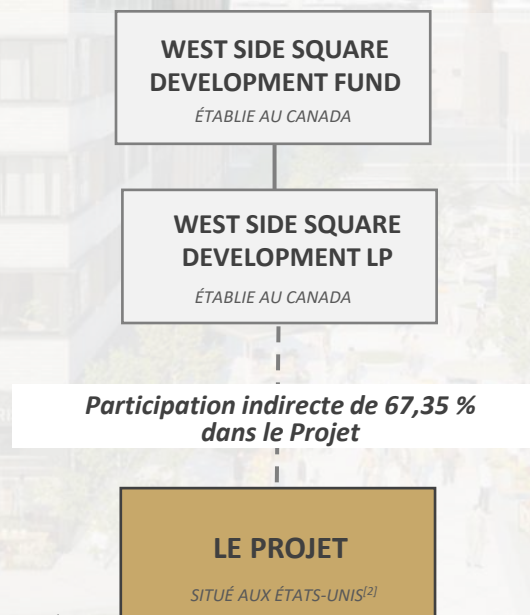 WEST SIDE SQUARE
DEVELOPMENT FUND
ÉTABLIE AU CANADA
WEST SIDE SQUARE
DEVELOPMENT LP
ÉTABLIE AU CANADA
Participation indirecte de 67,35 %
dans le Projet
LE PROJET
SITUÉ AUX ÉTATS-UNIS[2]